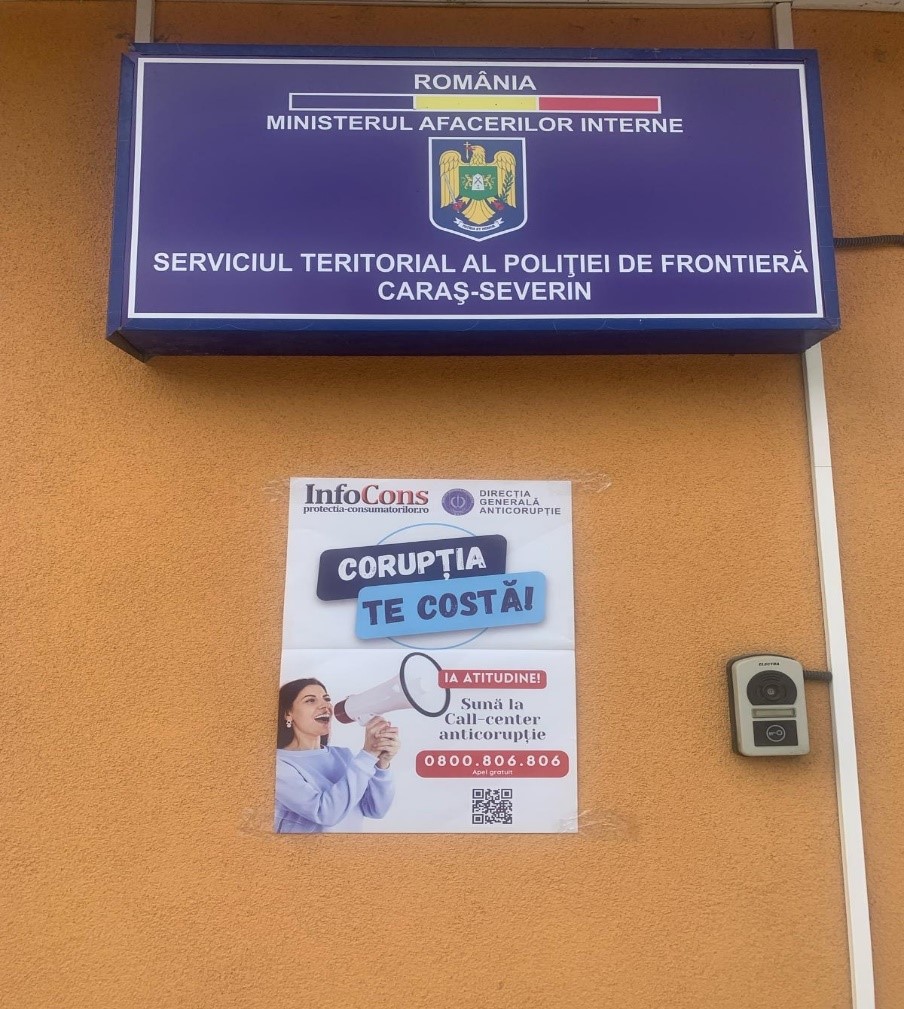 ROMÂNIA
MINISTERUL AFACERILOR INTERNE
SERVICIUL TERITORIAL AL POLIŢIEI DE FRONTIERĂ
CARAŞ-SEVERIN
InfoCons
protectia-consumatorilor.ro
DIRECȚIA
GENERALĂ
ANTICORUPȚIE
CORUPȚIA
TE COSTĂ!
IA ATITUDINE!
Sună la
Call-center
anticorupție
0800.806.806
Apel gratuit
ELECTRA